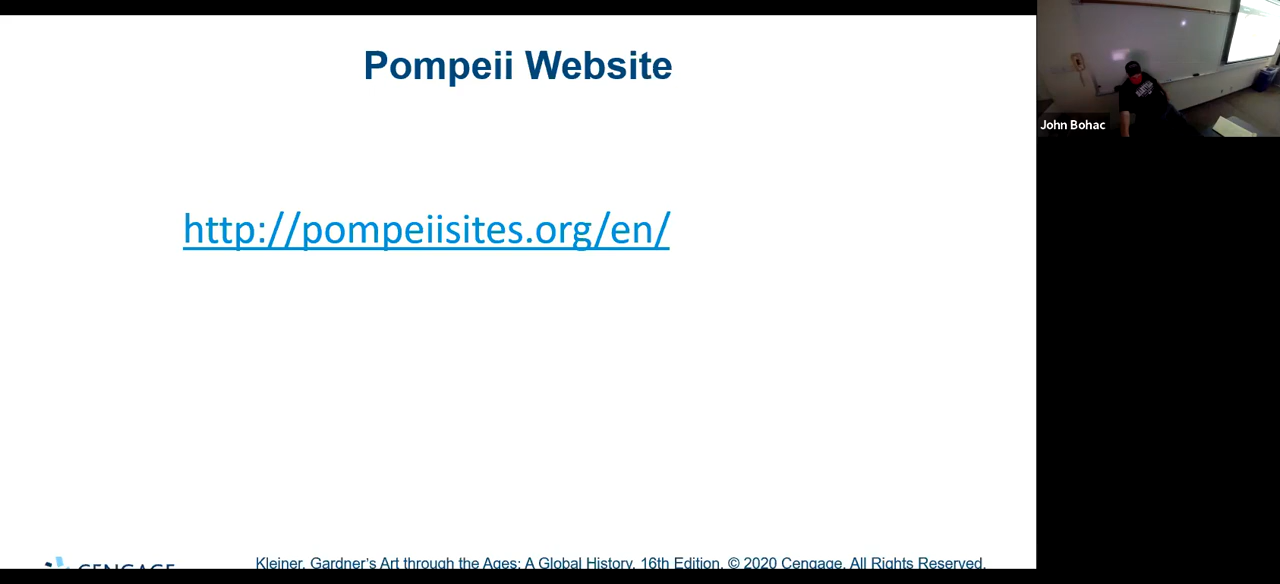 Pompeii Website
http://pompeiisites.org/en/
John Bohac
CENGAGE
Kleiner, Gardner's Art through the Ages: A Global History, 16th Edition. © 2020 Cengage. All Rights Reserved.